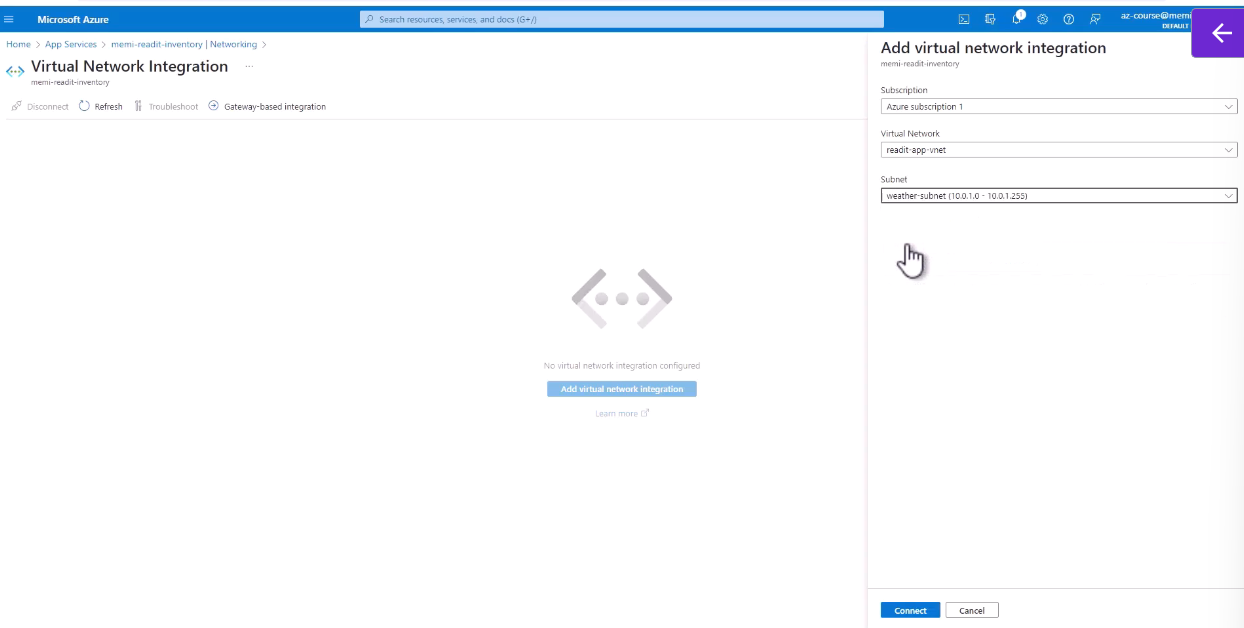 Microsoft Azure
Search resources, services, and docs (G+/)
1
az-course@memi
DEFAULT
Home > App Services > memi-readit-inventory | Networking >
Virtual Network Integration ...
memi-readit-inventory
Disconnect Refresh Troubleshoot Gateway-based integration
No virtual network integration configured
Add virtual network integration
Learn more
Add virtual network integration
memi-readit-inventory
Subscription
Azure subscription 1
Virtual Network
readit-app-vnet
Subnet
weather-subnet (10.0.1.0 - 10.0.1.255)
Connect Cancel